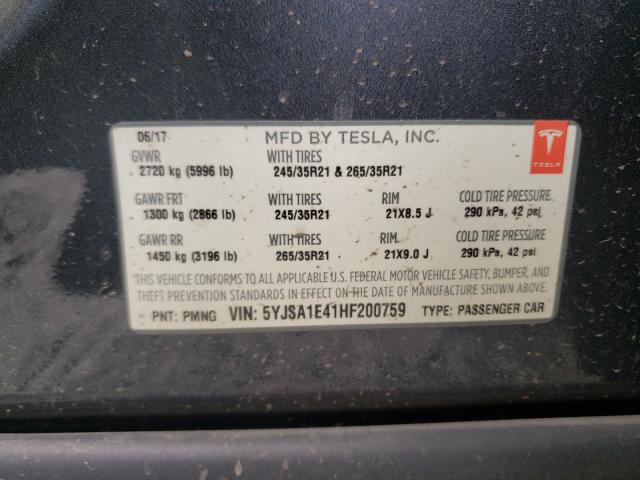 06/17 MFD BY TESLA, INC.
GVWR WITH TIRES
2720 kg (5996 lb) 245/35R21 & 265/35R21
GAWR FRT WITH TIRES RIM COLD TIRE PRESSURE
1300 kg (2866 lb) 245/35R21 21X8.5 J 290 kPa, 42 psi
GAWR RR WITH TIRES RIM COLD TIRE PRESSURE
1450 kg (3196 lb) 265/35R21 21X9.0 J 290 kPa, 42 psi
THIS VEHICLE CONFORMS TO ALL APPLICABLE U.S. FEDERAL MOTOR VEHICLE SAFETY, BUMPER, AND
THEFT PREVENTION STANDARDS IN EFFECT ON THE DATE OF MANUFACTURE SHOWN ABOVE.
PNT: PMNG VIN: 5YJSA1E41HF200759 TYPE: PASSENGER CAR
TESLA